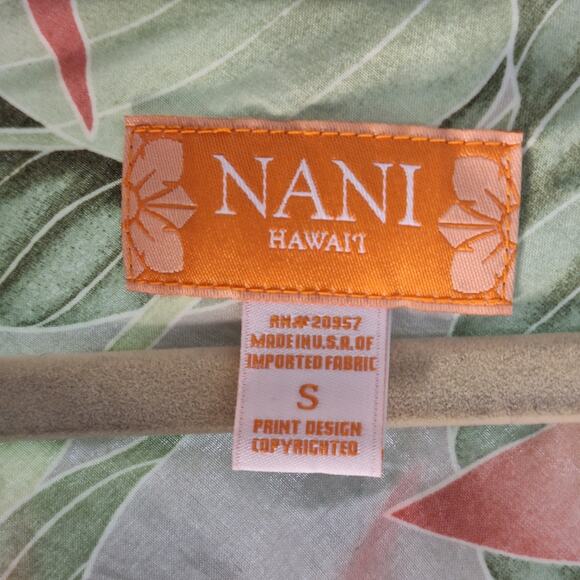 NANI
HAWAI'I
RN#20957
MADE IN U.S.A. OF
IMPORTED FABRIC
S
PRINT DESIGN
COPYRIGHTED